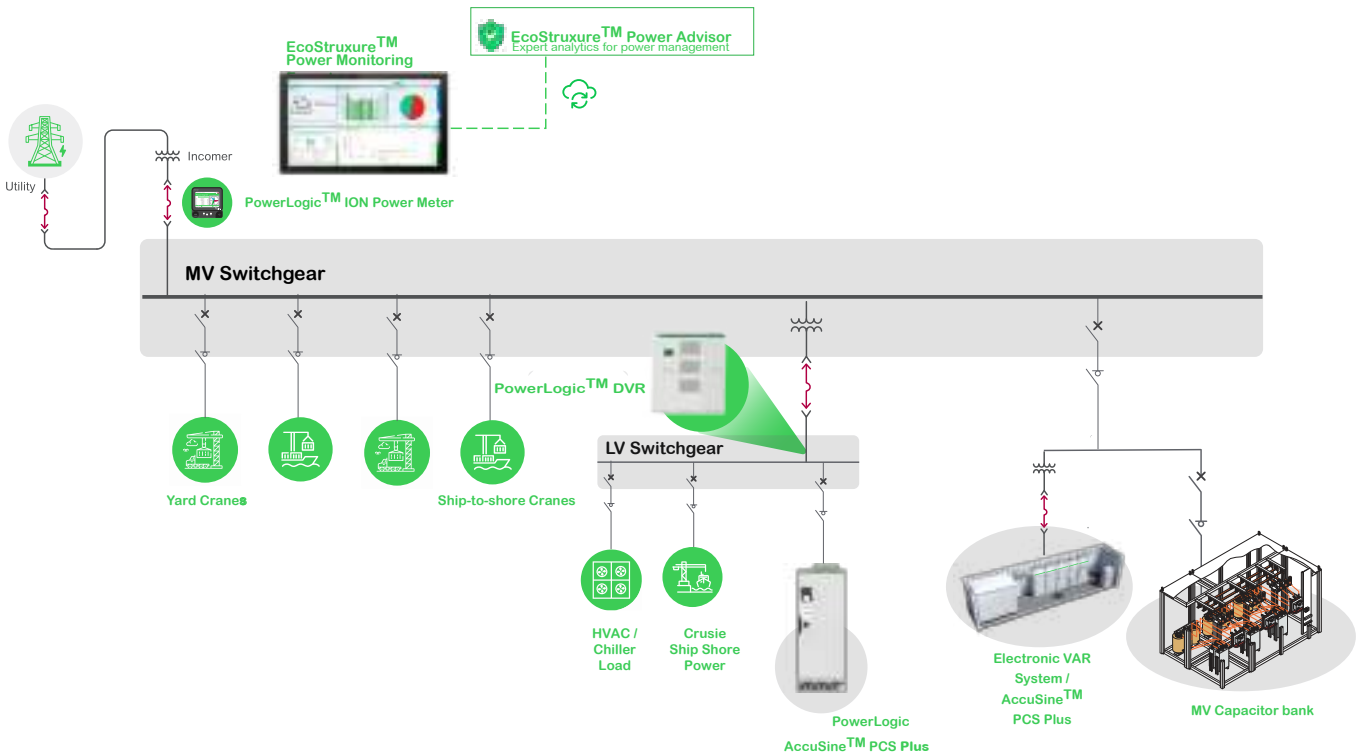 EcoStruxure™ Power Advisor
Expert analytics for power management
EcoStruxure™
Power Monitoring
Incomer
Utility
PowerLogic™ ION Power Meter
MV Switchgear
PowerLogic™ DVR
LV Switchgear
Yard Cranes
Ship-to-shore Cranes
HVAC /
Chiller
Load
Crusie
Ship Shore
Power
PowerLogic
AccuSine™ PCS Plus
Electronic VAR
System /
AccuSine™
PCS Plus
MV Capacitor bank